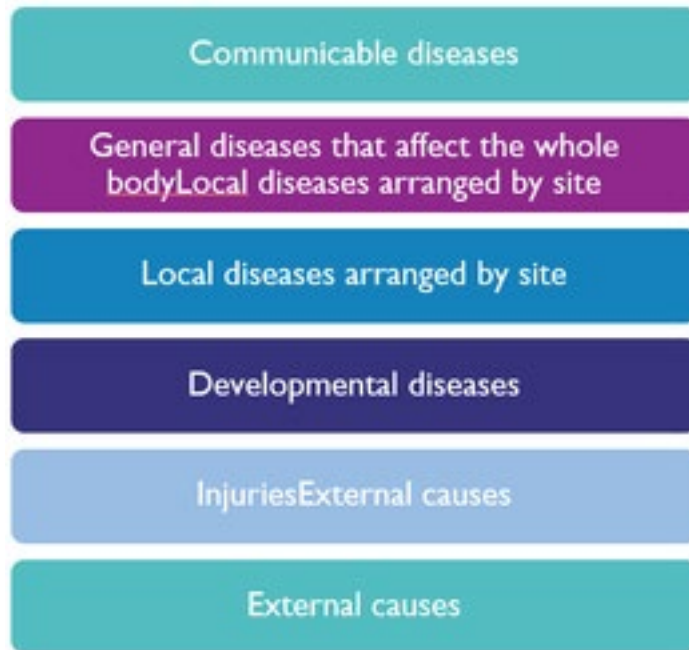 Communicable diseases
General diseases that affect the whole
bodyLocal diseases arranged by site
Local diseases arranged by site
Developmental diseases
InjuriesExternal causes
External causes